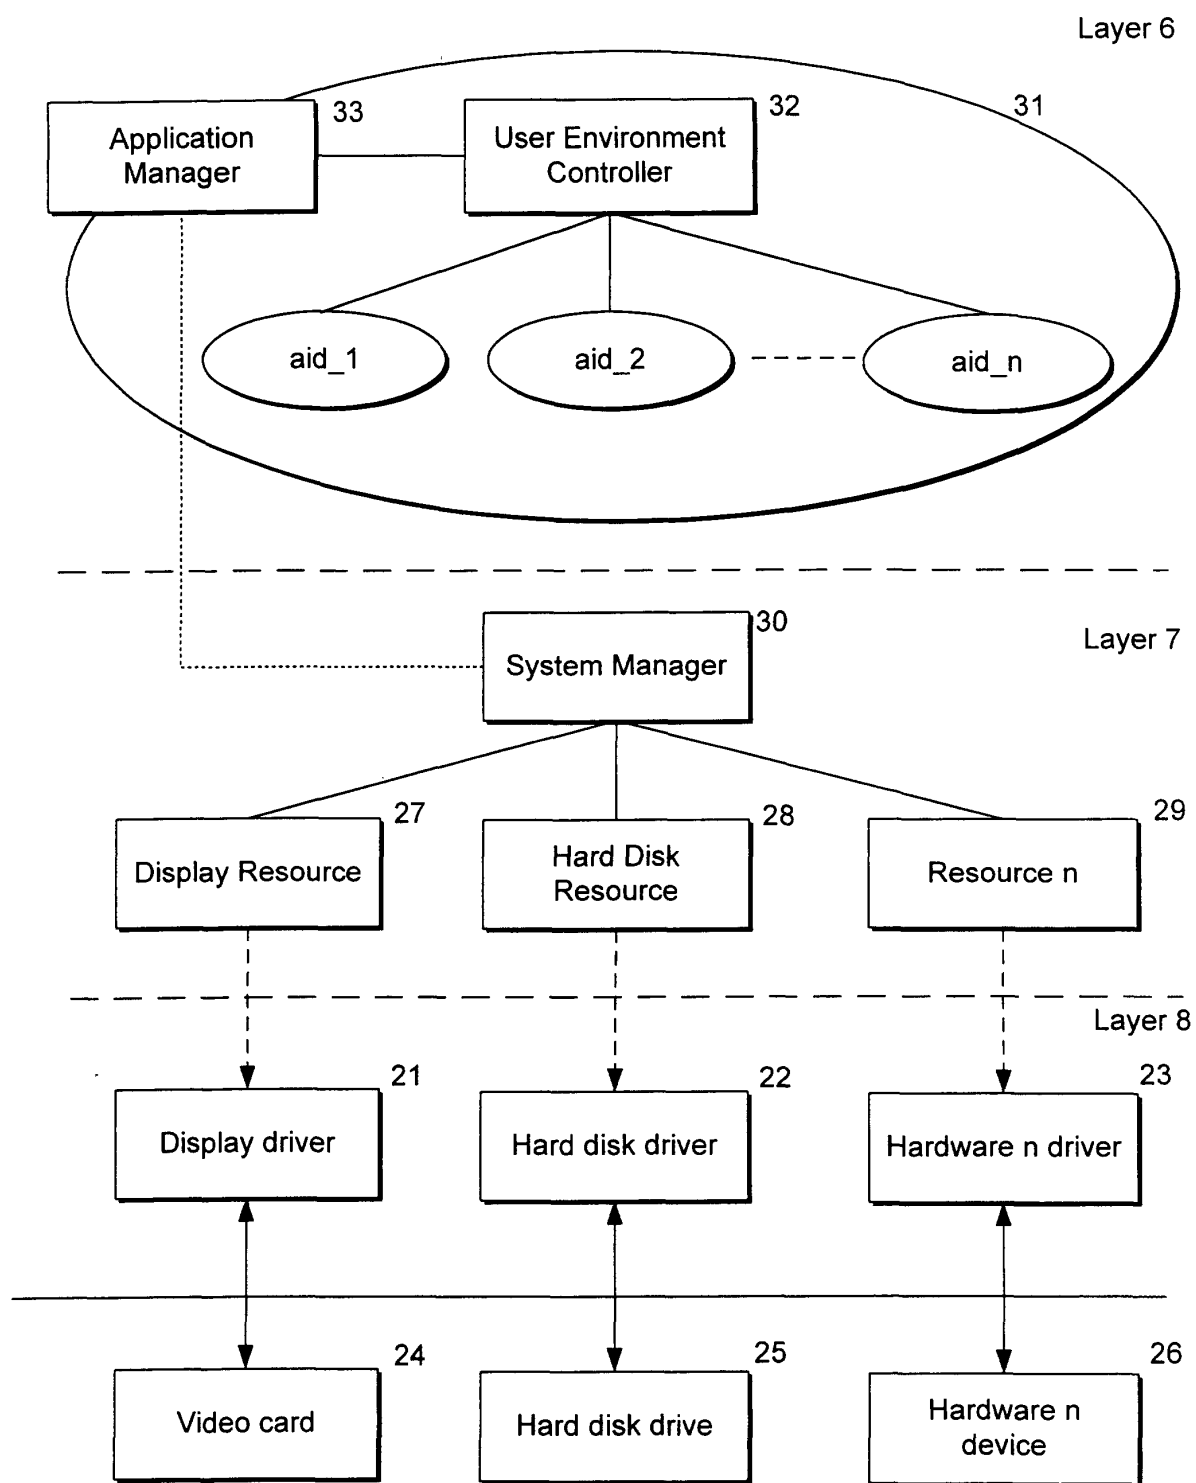 Layer 6
33
32
31
Application
Manager
User Environment
Controller
aid_1
aid_2
aid_n
30
Layer 7
System Manager
27
28
29
Display Resource
Hard Disk
Resource
Resource n
Layer 8
21
22
23
Display driver
Hard disk driver
Hardware n driver
24
25
26
Video card
Hard disk drive
Hardware n
device